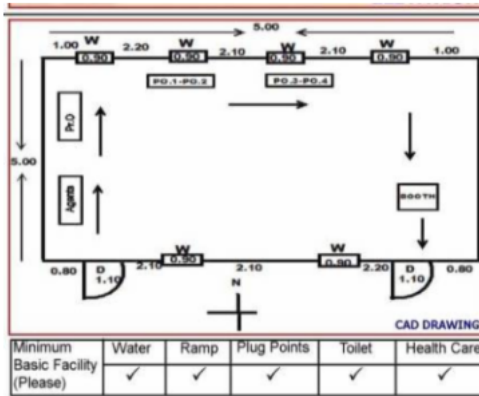 5.00
1.00 W 2.20 W 2.10 W 2.10 W 1.00
0.90 0.90 0.90 0.90
PO.1-PO.2 PO.3-PO.4
Pr.O
5.00
Agents
BOOTH
W W
0.80 D 2.10 0.90 2.10 0.90 2.20 D 0.80
1.10 1.10
N
CAD DRAWING
Minimum Basic Facility (Please) Water Ramp Plug Points Toilet Health Care
✓ ✓ ✓ ✓ ✓